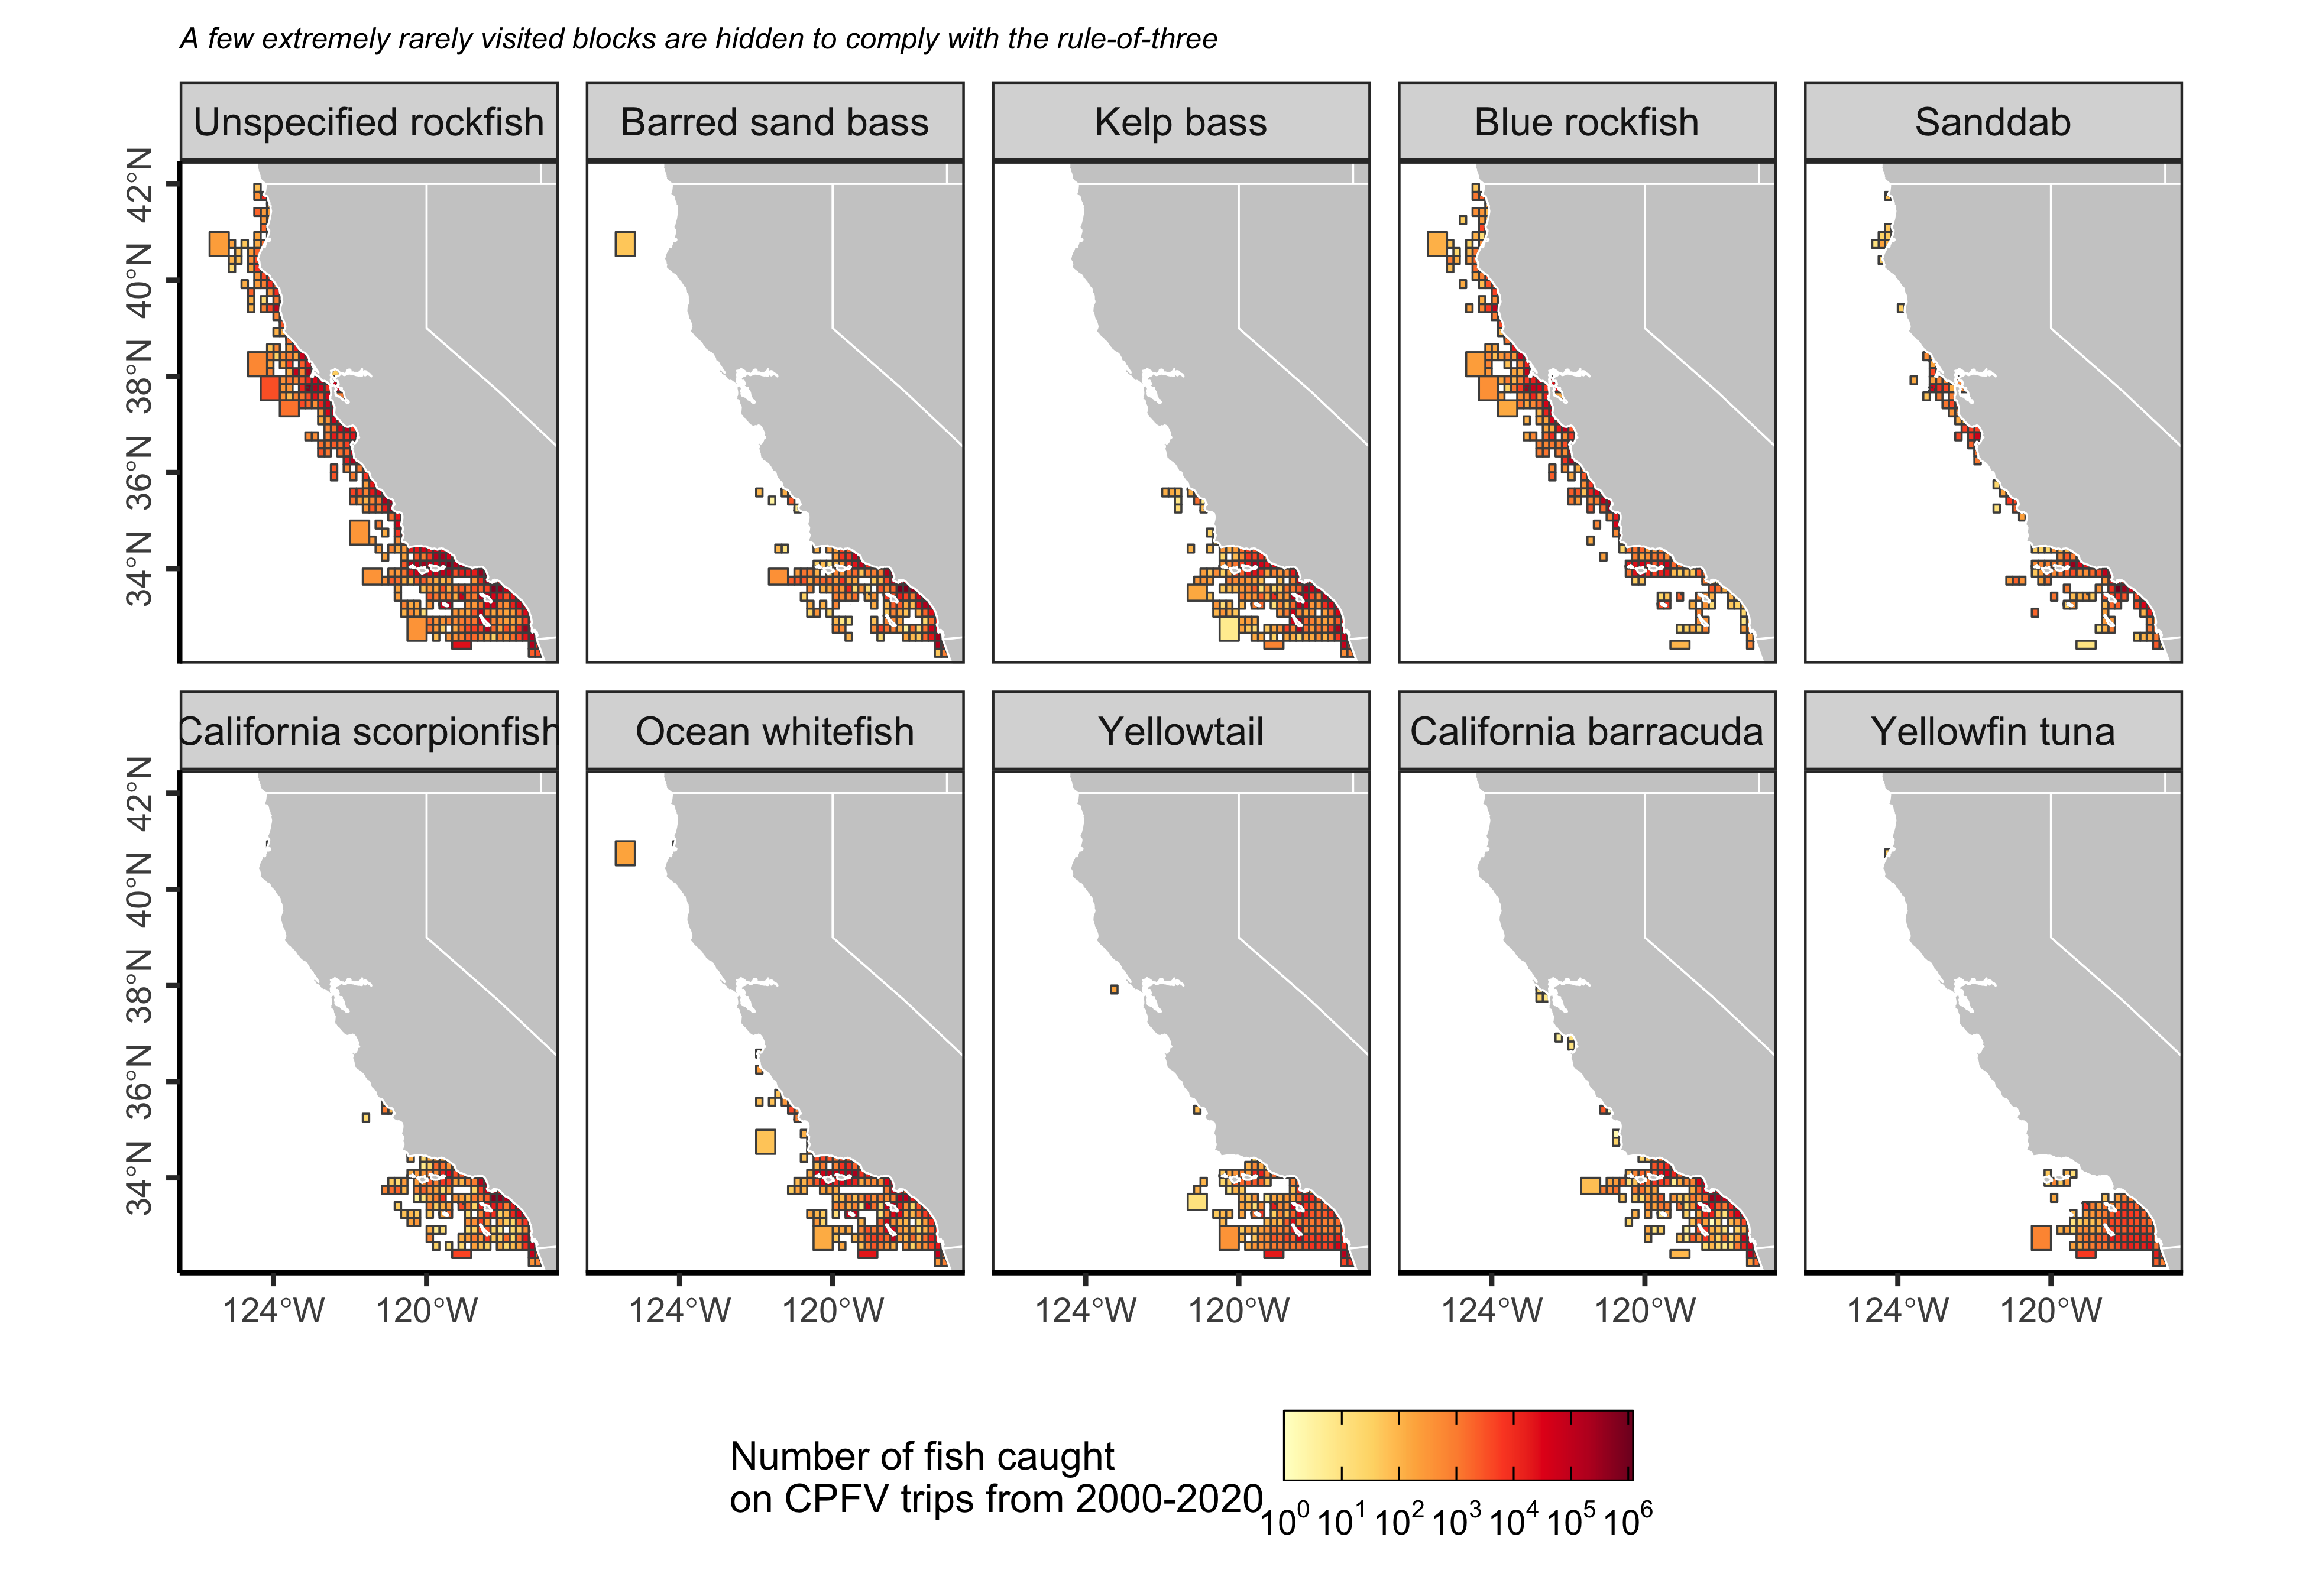 A few extremely rarely visited blocks are hidden to comply with the rule-of-three
Unspecified rockfish
Barred sand bass
Kelp bass
Blue rockfish
Sanddab
42°N
40°N
38°N
36°N
34°N
California scorpionfish
Ocean whitefish
Yellowtail
California barracuda
Yellowfin tuna
42°N
40°N
38°N
36°N
34°N
124°W 120°W
124°W 120°W
124°W 120°W
124°W 120°W
124°W 120°W
Number of fish caught
on CPFV trips from 2000-2020
10⁰ 10¹ 10² 10³ 10⁴ 10⁵ 10⁶